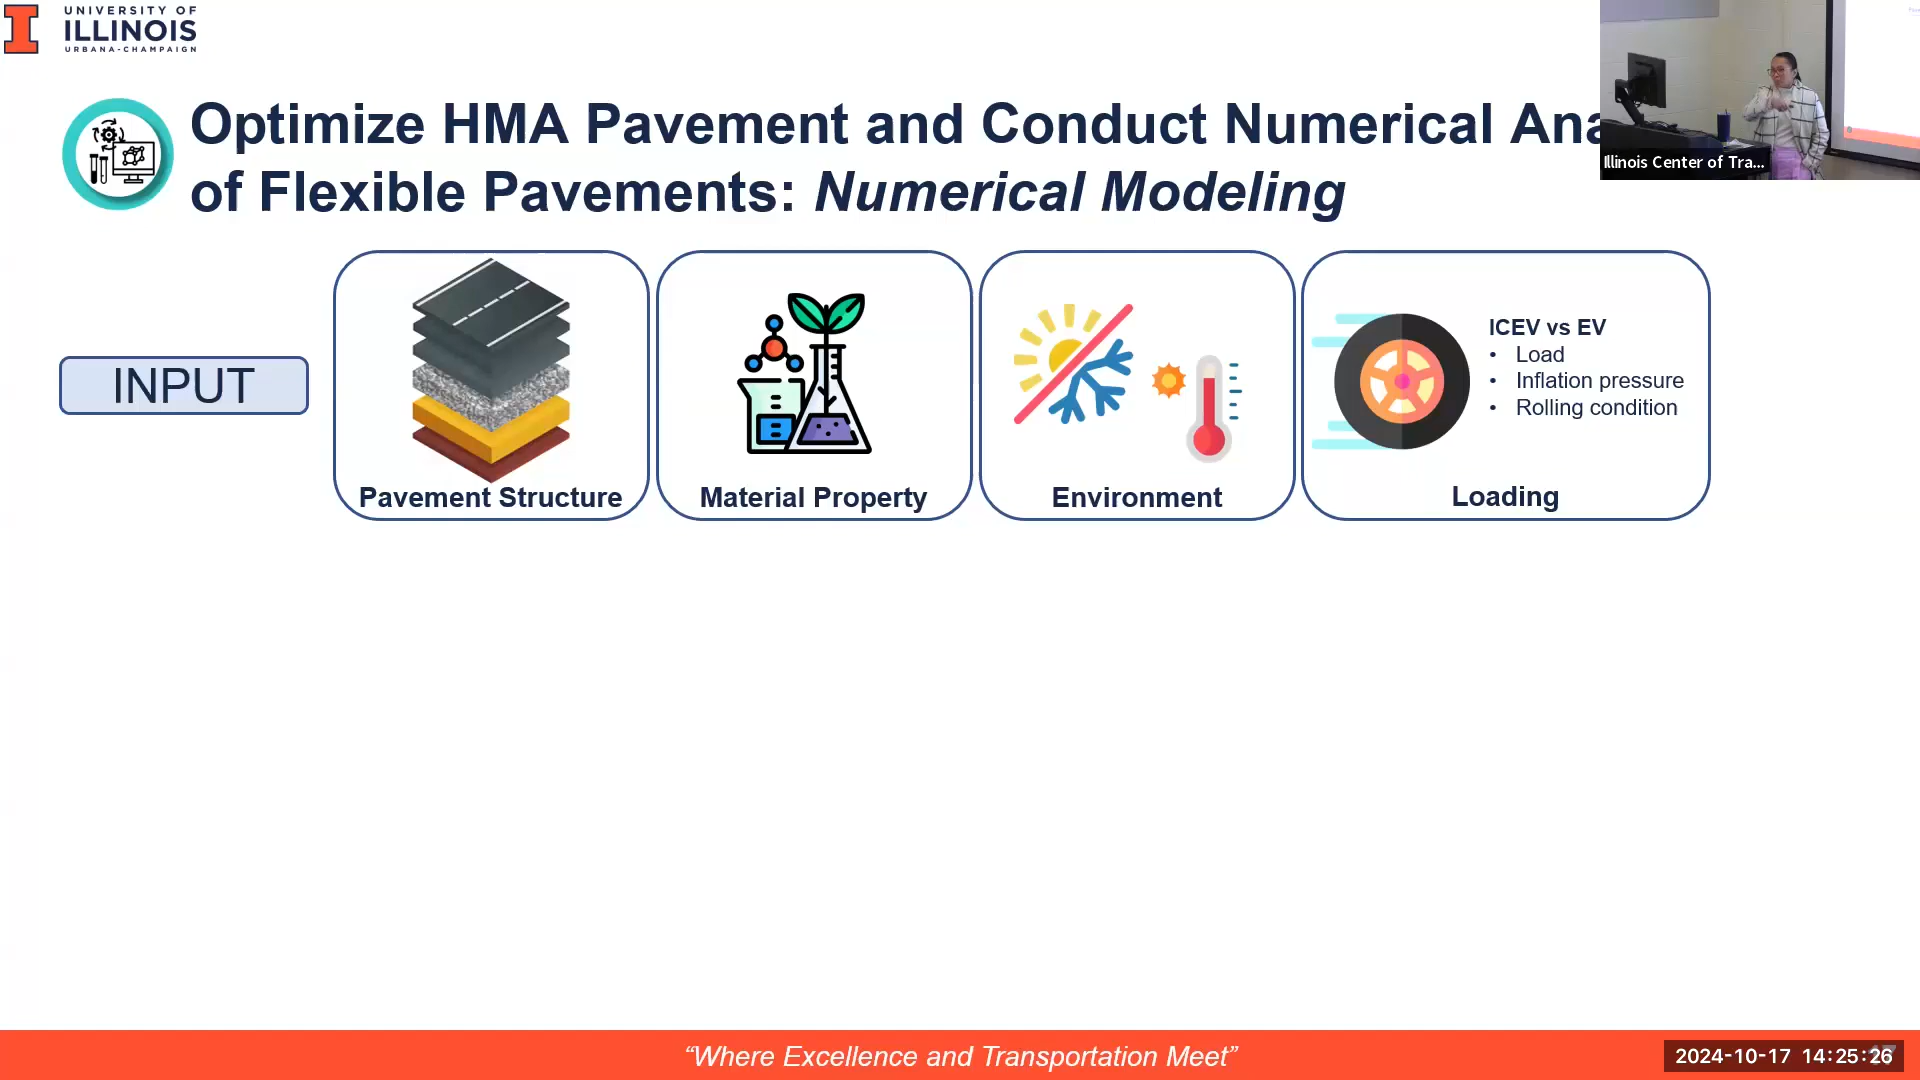 UNIVERSITY OF
ILLINOIS
URBANA-CHAMPAIGN
Optimize HMA Pavement and Conduct Numerical Ana
of Flexible Pavements: Numerical Modeling
Illinois Center of Tra...
INPUT
Pavement Structure
Material Property
Environment
ICEV vs EV
• Load
• Inflation pressure
• Rolling condition
Loading
“Where Excellence and Transportation Meet”
2024-10-17 14:25:26